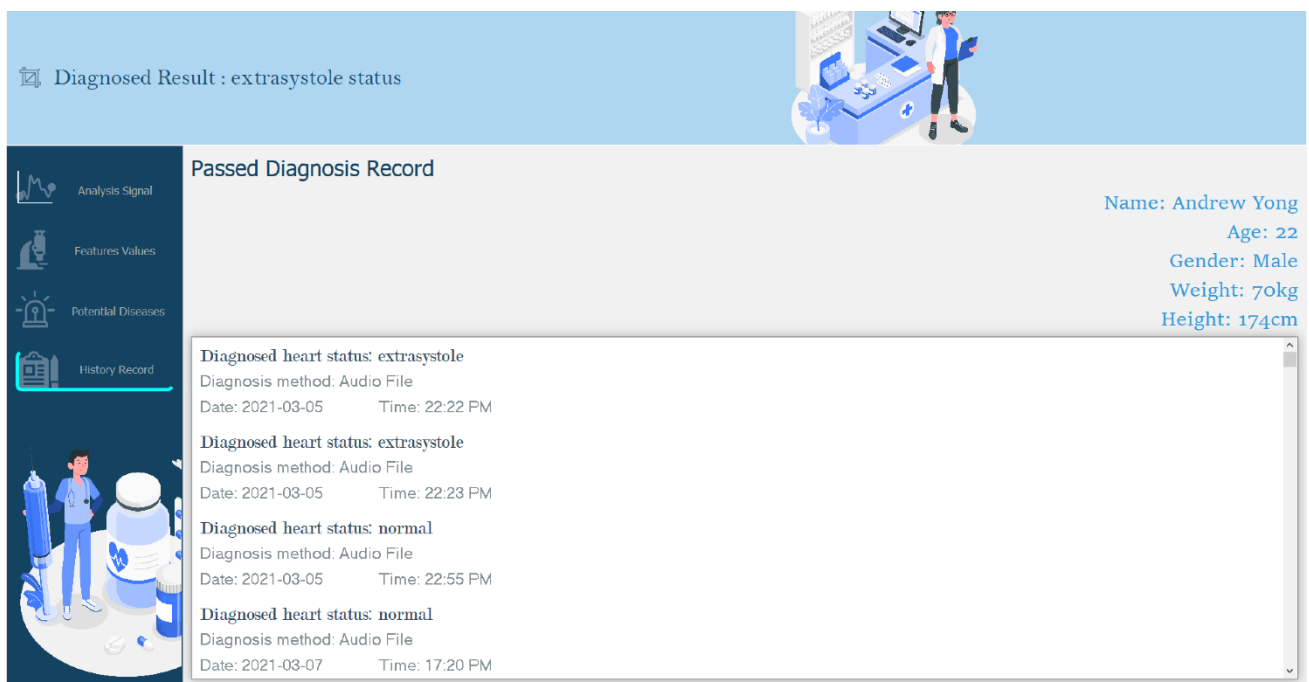 Diagnosed Result : extrasystole status
Analysis Signal
Features Values
Potential Diseases
History Record
Passed Diagnosis Record
Name: Andrew Yong
Age: 22
Gender: Male
Weight: 70kg
Height: 174cm
Diagnosed heart status: extrasystole
Diagnosis method: Audio File
Date: 2021-03-05 Time: 22:22 PM
Diagnosed heart status: extrasystole
Diagnosis method: Audio File
Date: 2021-03-05 Time: 22:23 PM
Diagnosed heart status: normal
Diagnosis method: Audio File
Date: 2021-03-05 Time: 22:55 PM
Diagnosed heart status: normal
Diagnosis method: Audio File
Date: 2021-03-07 Time: 17:20 PM